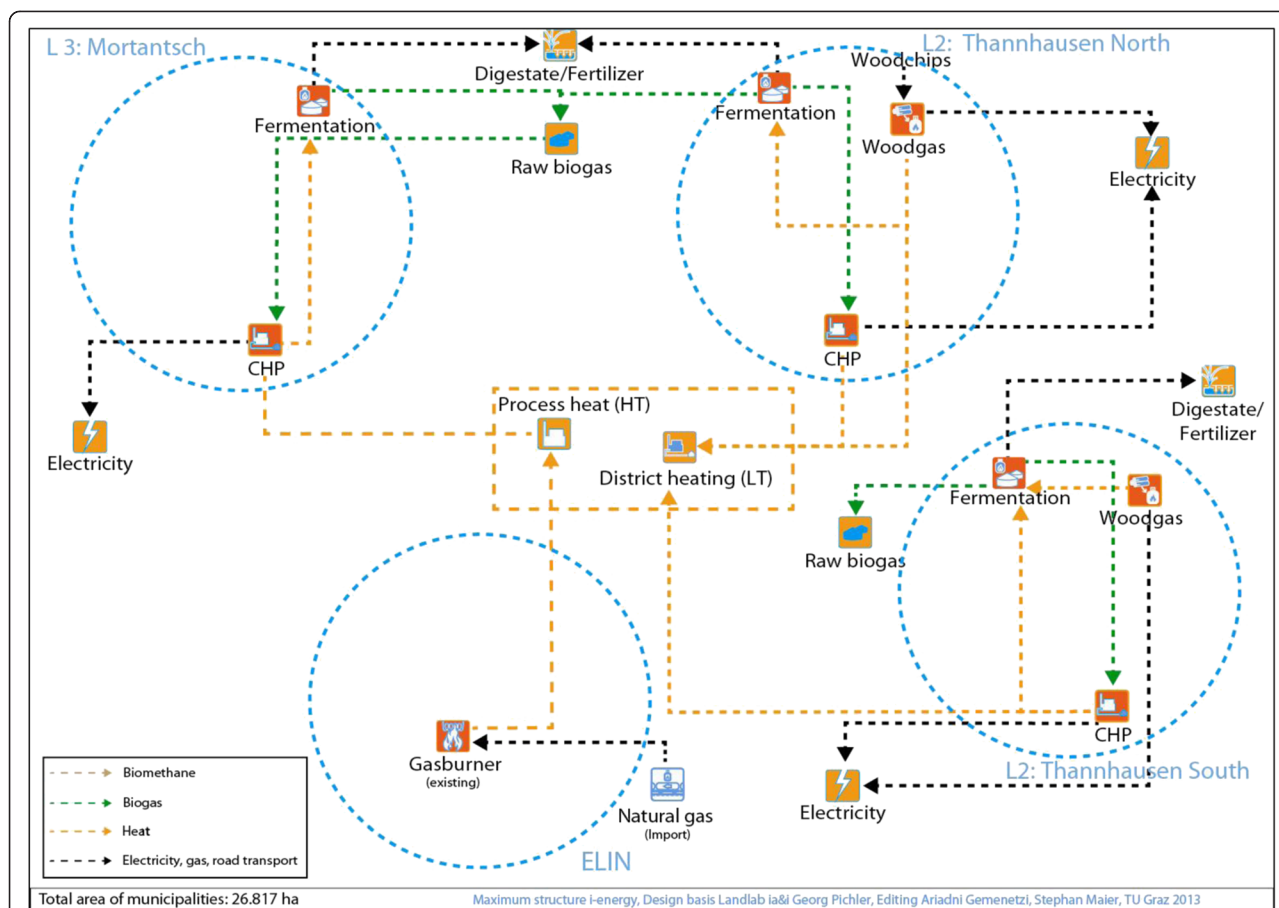 L 3: Mortantsch
L2: Thannhausen North
Woodchips
Digestate/Fertilizer
Fermentation
Fermentation
Woodgas
Raw biogas
Electricity
CHP
CHP
Process heat (HT)
Digestate/
Fertilizer
Electricity
District heating (LT)
Fermentation
Woodgas
Raw biogas
CHP
Gasburner
(existing)
L2: Thannhausen South
Natural gas
(Import)
Electricity
ELIN
Biomethane
Biogas
Heat
Electricity, gas, road transport
Total area of municipalities: 26.817 ha
Maximum structure i-energy, Design basis Landlab ia&i Georg Pichler, Editing Ariadni Gemenetzi, Stephan Maier, TU Graz 2013